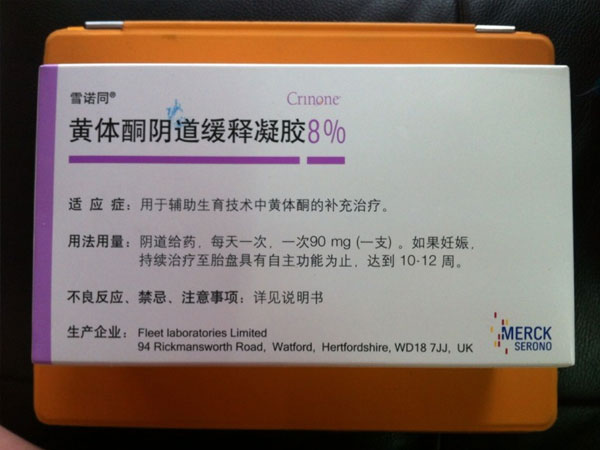 雪诺同®
Crinone
黄体酮阴道缓释凝胶8%
适 应 症：用于辅助生育技术中黄体酮的补充治疗。
用法用量：阴道给药，每天一次，一次90 mg (一支) 。如果妊娠，
持续治疗至胎盘具有自主功能为止，达到 10-12 周。
不良反应、禁忌、注意事项：详见说明书
生产企业：Fleet laboratories Limited
94 Rickmansworth Road, Watford, Hertfordshire, WD18 7JJ, UK
MERCK
SERONO